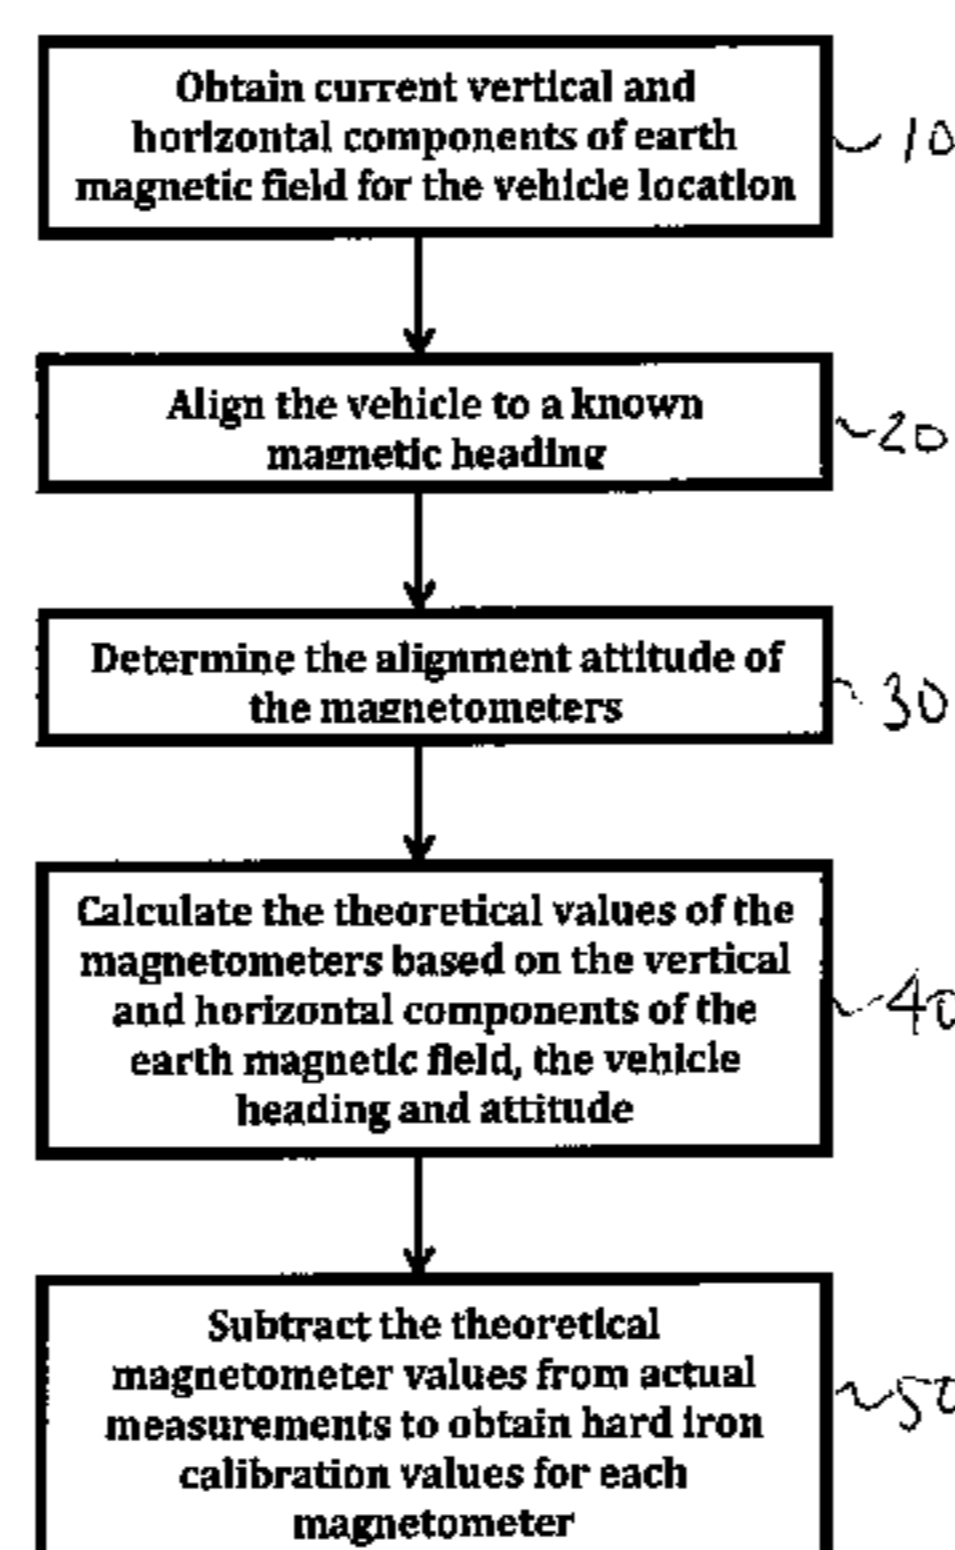 Obtain current vertical and
horizontal components of earth
magnetic field for the vehicle location
10
Align the vehicle to a known
magnetic heading
20
Determine the alignment attitude of
the magnetometers
30
Calculate the theoretical values of the
magnetometers based on the vertical
and horizontal components of the
earth magnetic field, the vehicle
heading and attitude
40
Subtract the theoretical
magnetometer values from actual
measurements to obtain hard iron
calibration values for each
magnetometer
50